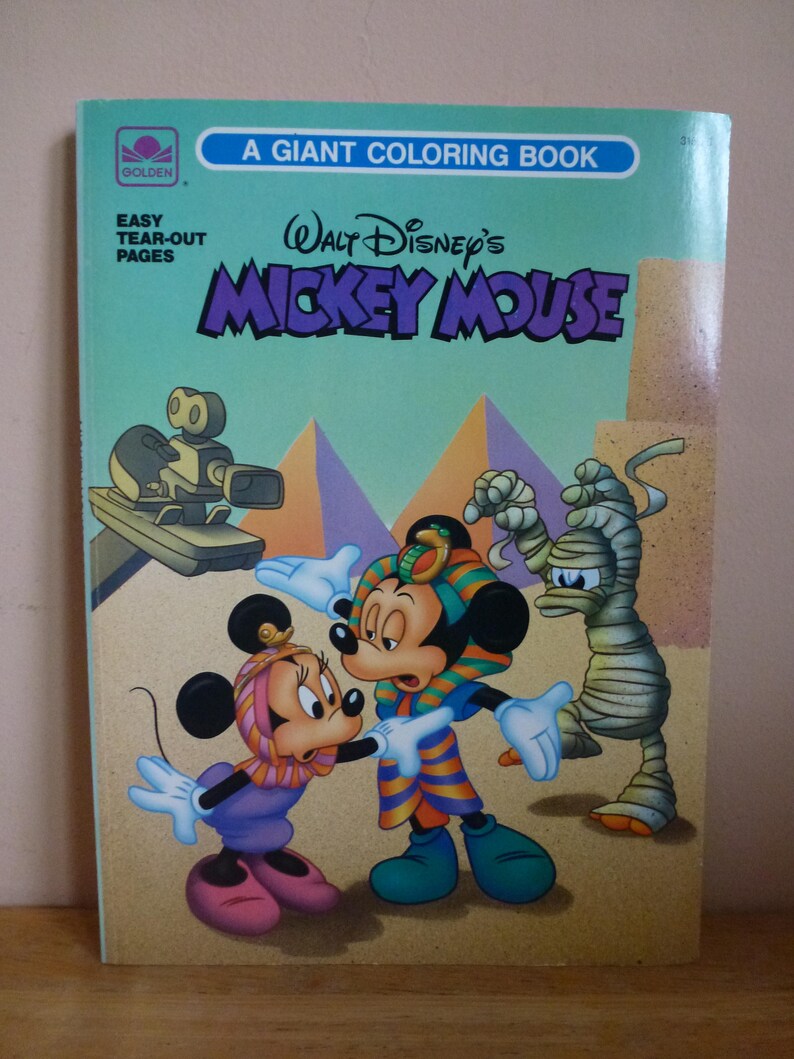 A GIANT COLORING BOOK
GOLDEN
EASY
TEAR-OUT
PAGES
WALT DISNEY'S
MICKEY MOUSE